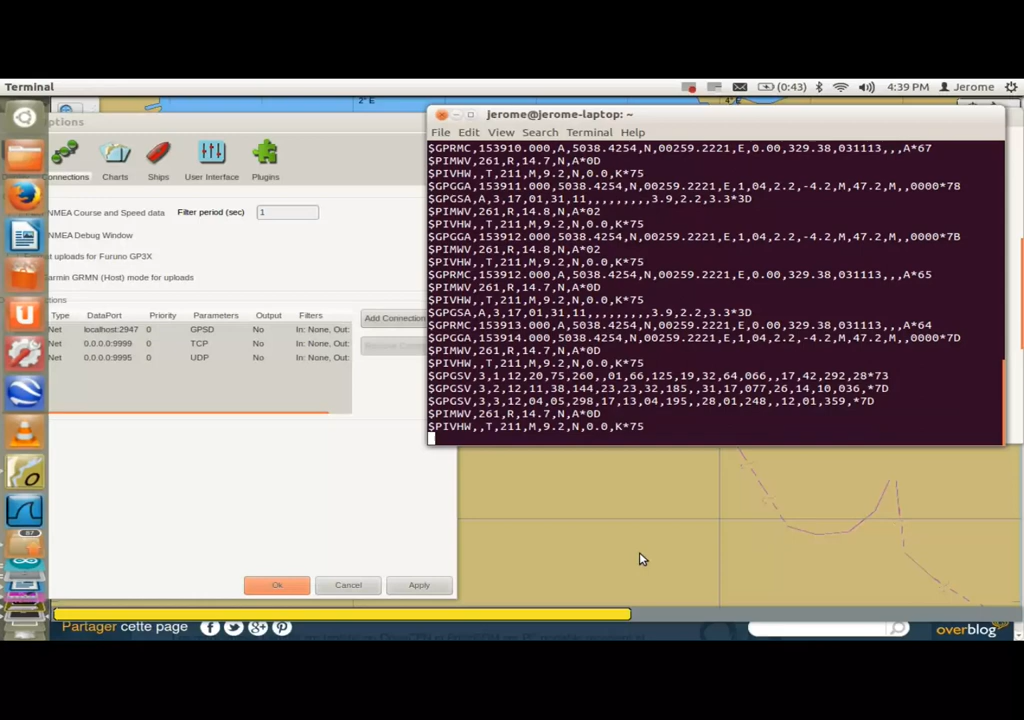 Terminal
(0:43)
4:39 PM
Jerome
2° E
4° E
ptions
onnections
Charts
Ships
User Interface
Plugins
NMEA Course and Speed data
Filter period (sec)
1
NMEA Debug Window
t uploads for Furuno GP3X
armin GRMN (Host) mode for uploads
tions
Type DataPort Priority Parameters Output Filters
Net localhost:2947 0 GPSD No In: None, Out:
Net 0.0.0.0:9999 0 TCP No In: None, Out:
Net 0.0.0.0:9995 0 UDP No In: None, Out:
Add Connection
Ok
Cancel
Apply
jerome@jerome-laptop: ~
File Edit View Search Terminal Help
$GPRMC,153910.000,A,5038.4254,N,00259.2221,E,0.00,329.38,031113,,,A*67
$PIMWV,261,R,14.7,N,A*0D
$PIVHW,,T,211,M,9.2,N,0.0,K*75
$GPGGA,153911.000,5038.4254,N,00259.2221,E,1,04,2.2,-4.2,M,47.2,M,,0000*78
$GPGSA,A,3,17,01,31,11,,,,,,,,,3.9,2.2,3.3*3D
$PIMWV,261,R,14.8,N,A*02
$PIVHW,,T,211,M,9.2,N,0.0,K*75
$GPGGA,153912.000,5038.4254,N,00259.2221,E,1,04,2.2,-4.2,M,47.2,M,,0000*7B
$PIMWV,261,R,14.8,N,A*02
$PIVHW,,T,211,M,9.2,N,0.0,K*75
$GPRMC,153912.000,A,5038.4254,N,00259.2221,E,0.00,329.38,031113,,,A*65
$PIMWV,261,R,14.7,N,A*0D
$PIVHW,,T,211,M,9.2,N,0.0,K*75
$GPGSA,A,3,17,01,31,11,,,,,,,,,3.9,2.2,3.3*3D
$GPRMC,153913.000,A,5038.4254,N,00259.2221,E,0.00,329.38,031113,,,A*64
$GPGGA,153914.000,5038.4254,N,00259.2221,E,1,04,2.2,-4.2,M,47.2,M,,0000*7D
$PIMWV,261,R,14.7,N,A*0D
$PIVHW,,T,211,M,9.2,N,0.0,K*75
$GPGSV,3,1,12,20,75,260,,01,66,125,19,32,64,066,,17,42,292,28*73
$GPGSV,3,2,12,11,38,144,23,23,32,185,,31,17,077,26,14,10,036,*7D
$GPGSV,3,3,12,04,05,298,17,13,04,195,,28,01,248,,12,01,359,*7D
$PIMWV,261,R,14.7,N,A*0D
$PIVHW,,T,211,M,9.2,N,0.0,K*75
Partager cette page
overblog